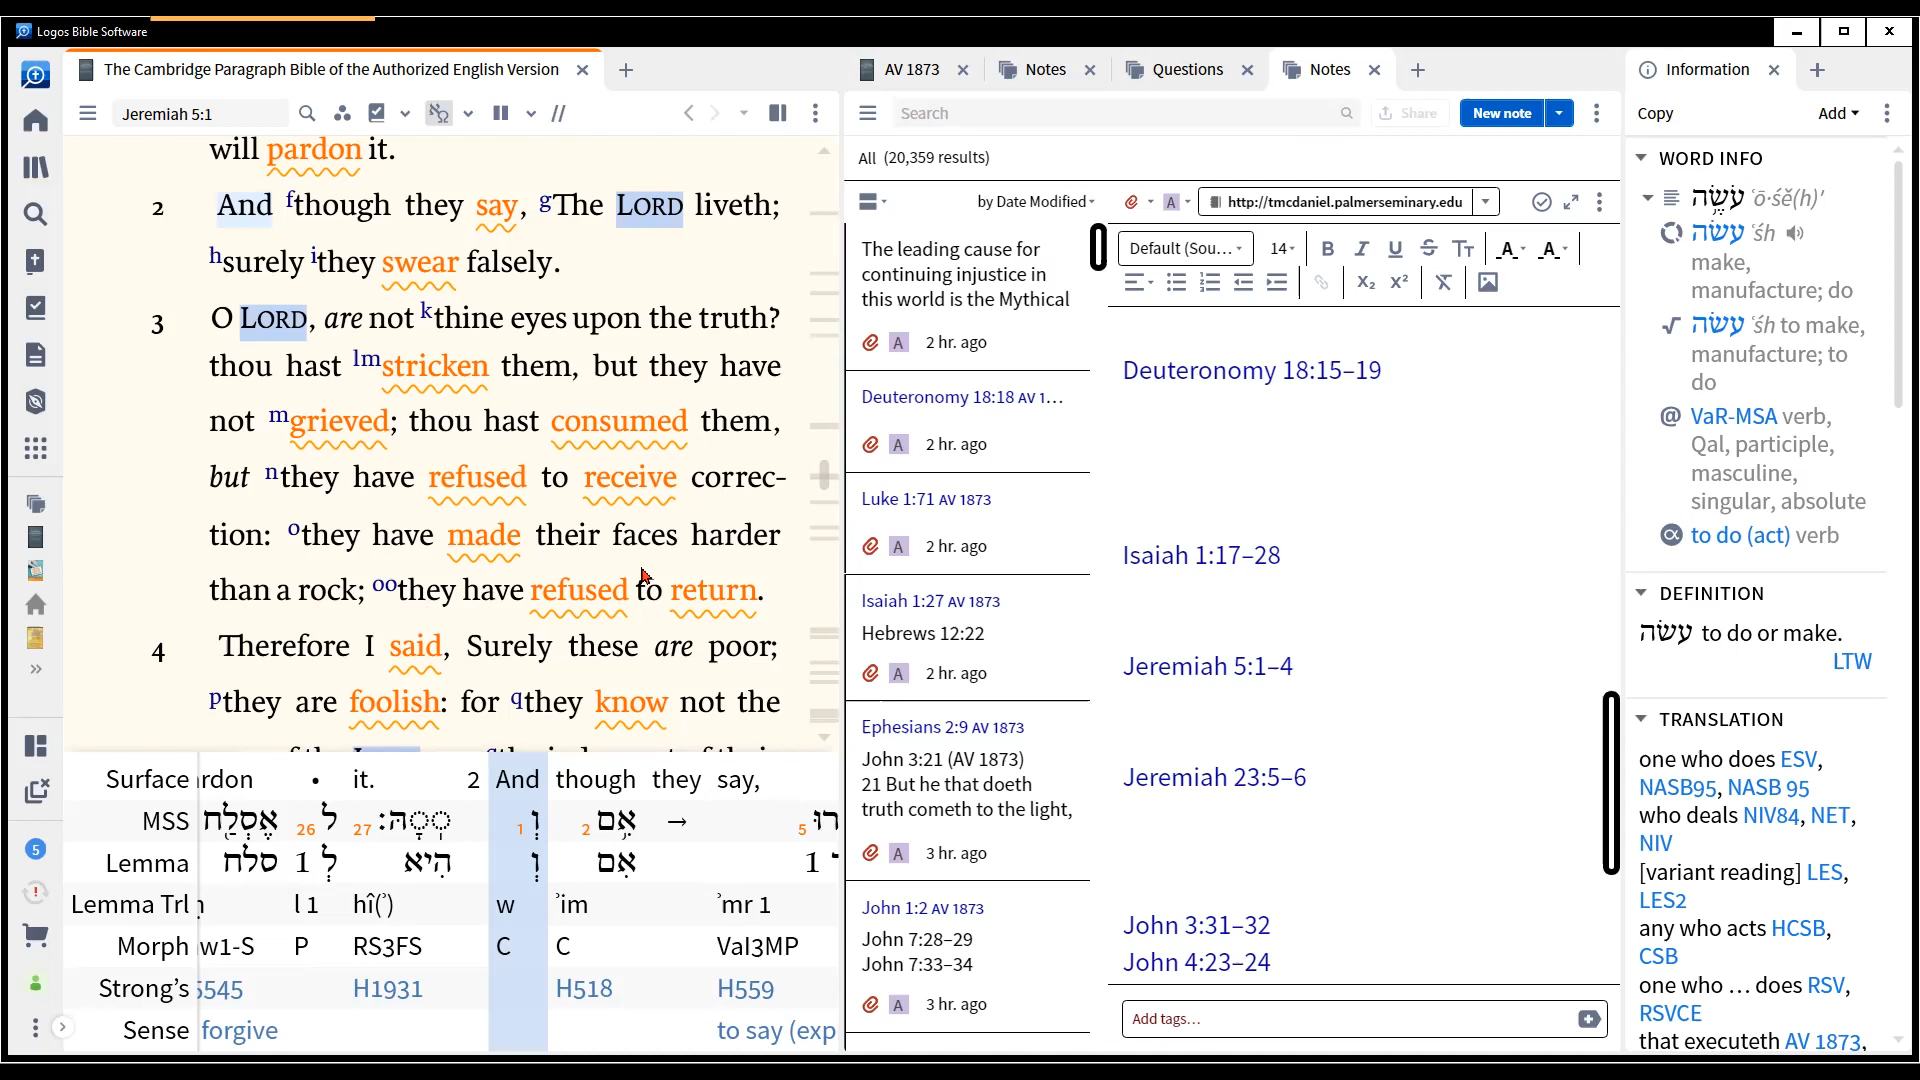 Logos Bible Software
The Cambridge Paragraph Bible of the Authorized English Version
Jeremiah 5:1
will pardon it.
2 And fthough they say, gThe LORD liveth;
hsurely ithey swear falsely.
3 O LORD, are not kthine eyes upon the truth?
thou hast lmstricken them, but they have
not mgrieved; thou hast consumed them,
but nthey have refused to receive correc-
tion: othey have made their faces harder
than a rock; oothey have refused to return.
4 Therefore I said, Surely these are poor;
pthey are foolish: for qthey know not the
Surface rdon • it. 2 And though they say,
MSS אֶסְלַ֖ח 26 ל 27 הּ׃ 1 וְ 2 אִ֥ם → 5 רוּ
Lemma סלח לְ 1 הִיא וְ אִם 1
Lemma Trl l 1 hî(ʾ) w ʾim ʾmr 1
Morph w1-S P RS3FS C C VaI3MP
Strong's 5545 H1931 H518 H559
Sense forgive to say (exp
5
AV 1873
Notes
Questions
Notes
Search
Share
New note
All (20,359 results)
by Date Modified
A
http://tmcdaniel.palmerseminary.edu
The leading cause for
continuing injustice in
this world is the Mythical
A 2 hr. ago
Deuteronomy 18:18 AV 1…
A 2 hr. ago
Luke 1:71 AV 1873
A 2 hr. ago
Isaiah 1:27 AV 1873
Hebrews 12:22
A 2 hr. ago
Ephesians 2:9 AV 1873
John 3:21 (AV 1873)
21 But he that doeth
truth cometh to the light,
A 3 hr. ago
John 1:2 AV 1873
John 7:28–29
John 7:33–34
A 3 hr. ago
Default (Sou… 14 B I U S Tт A A
X₂ X²
Deuteronomy 18:15–19
Isaiah 1:17–28
Jeremiah 5:1–4
Jeremiah 23:5–6
John 3:31–32
John 4:23–24
Add tags…
Information
Copy
Add
WORD INFO
עֹשֶׂ֥ה ʿō·śě(h)ʹ
עשׂה ʿśh
make,
manufacture; do
עשׂה ʿśh to make,
manufacture; to
do
@ VaR-MSA verb,
Qal, participle,
masculine,
singular, absolute
to do (act) verb
DEFINITION
עשׂה to do or make.
LTW
TRANSLATION
one who does ESV,
NASB95, NASB 95
who deals NIV84, NET,
NIV
[variant reading] LES,
LES2
any who acts HCSB,
CSB
one who … does RSV,
RSVCE
that executeth AV 1873,